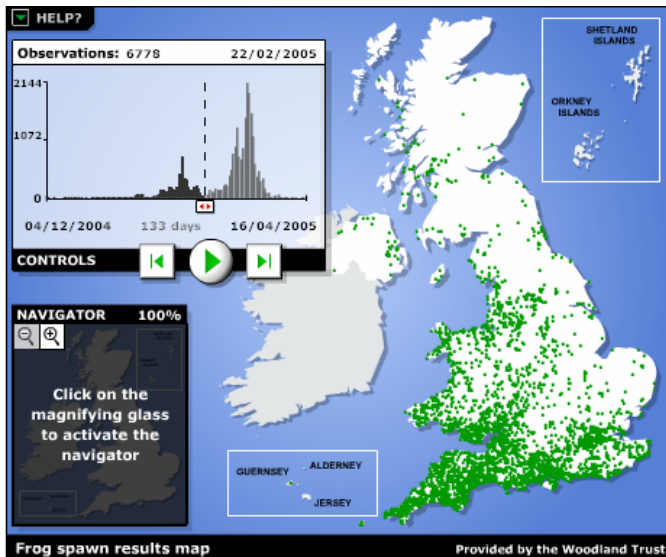 HELP?
Observations: 6778 22/02/2005
2144
1072
0
04/12/2004 133 days 16/04/2005
CONTROLS
NAVIGATOR 100%
Click on the
magnifying glass
to activate the
navigator
SHETLAND
ISLANDS
ORKNEY
ISLANDS
GUERNSEY
ALDERNEY
JERSEY
Frog spawn results map
Provided by the Woodland Trust